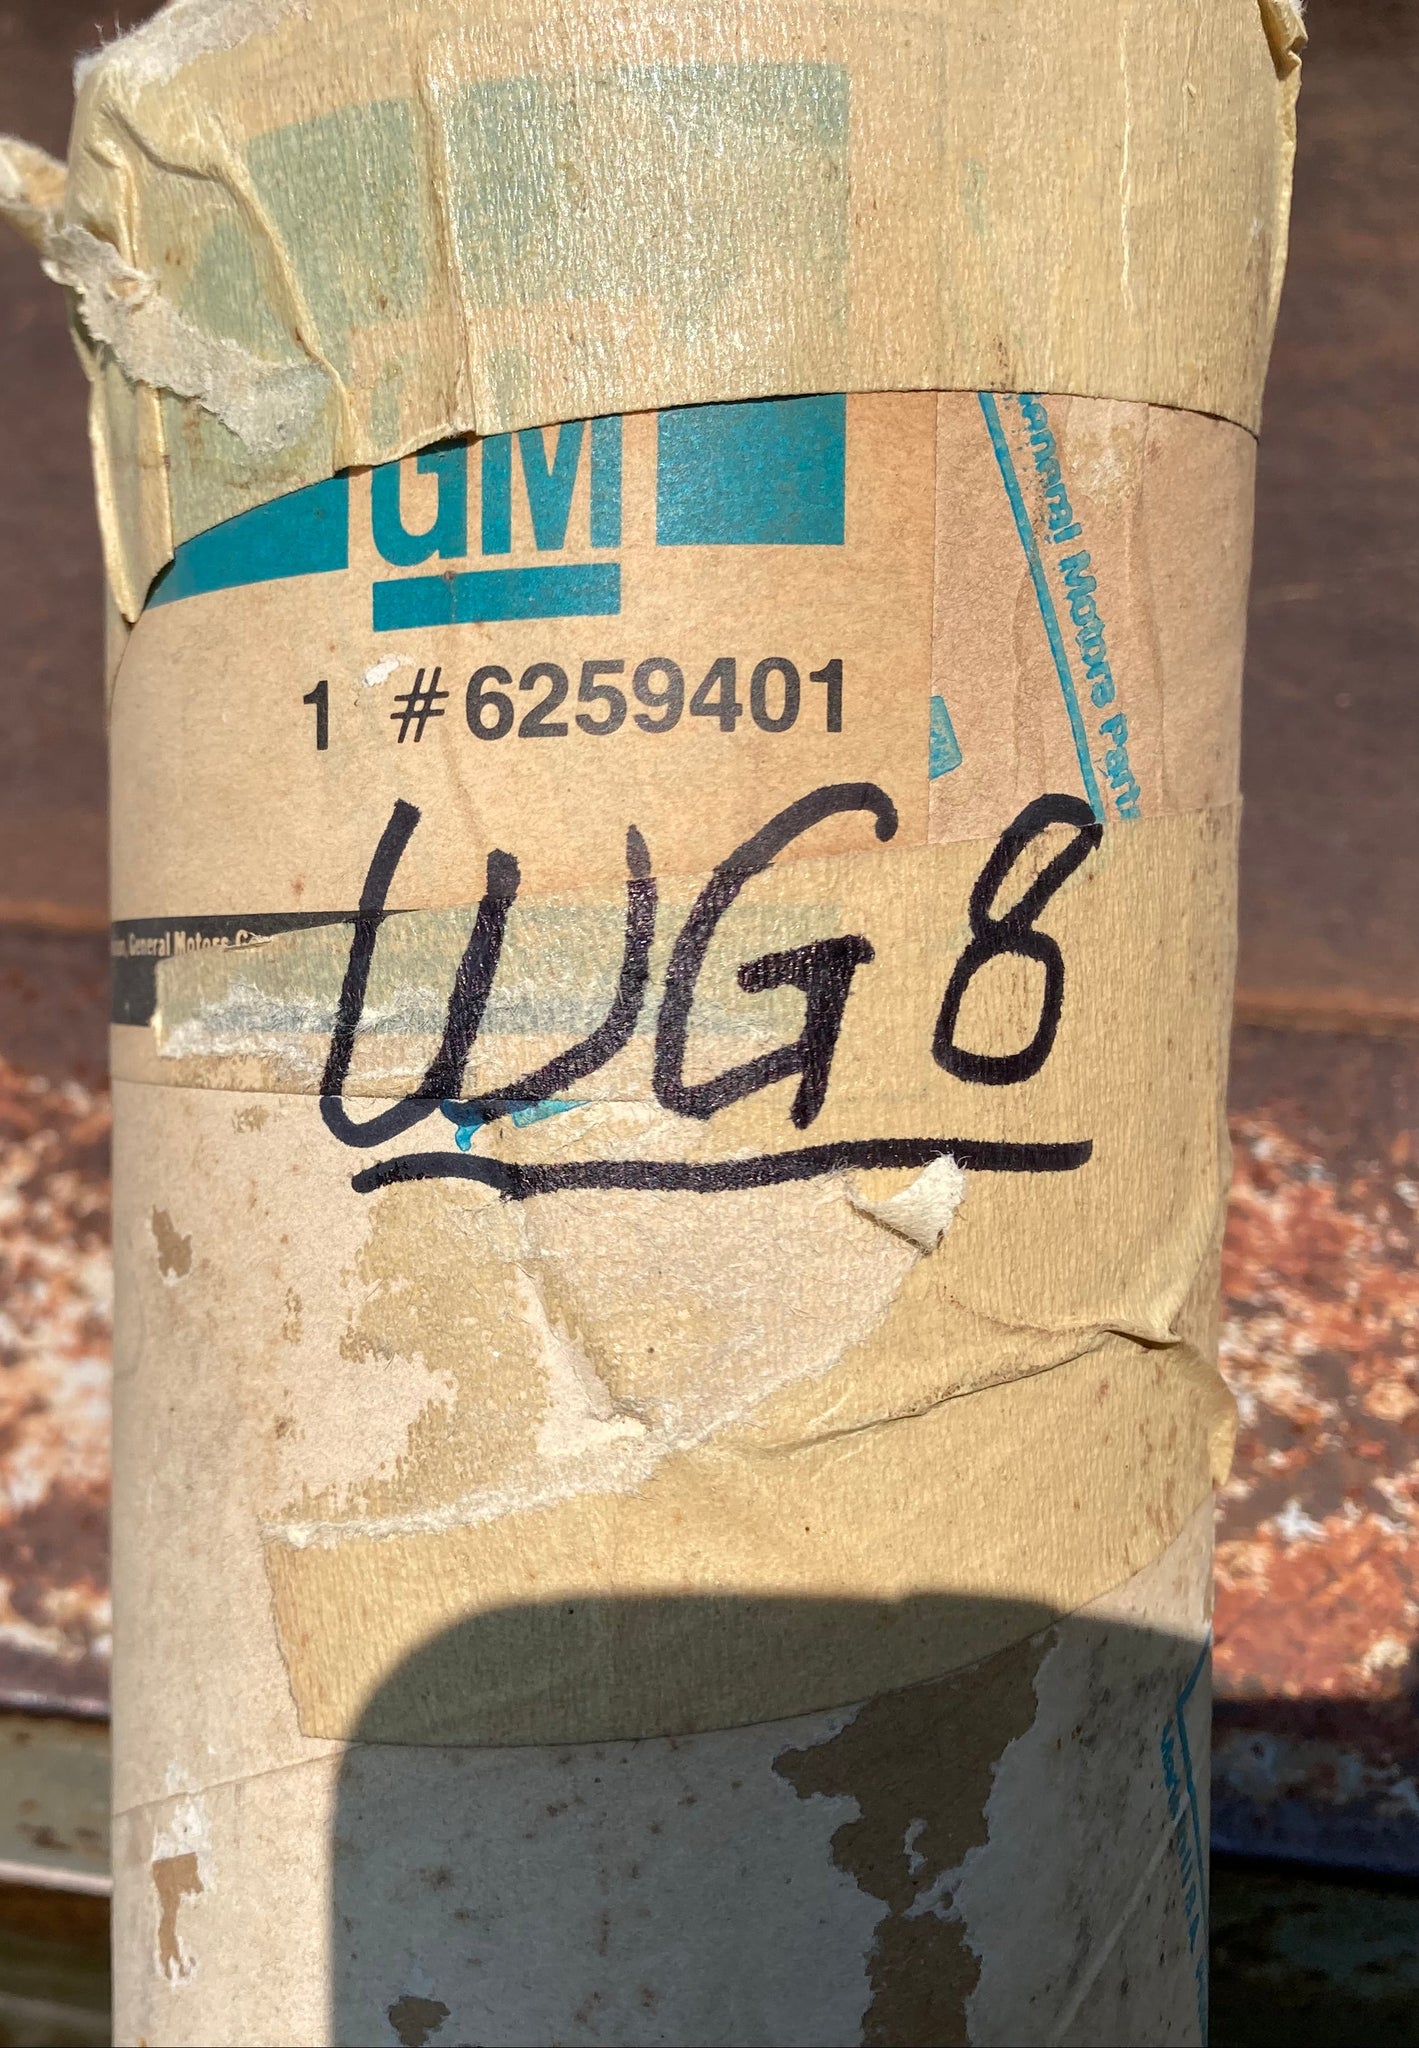 GM
1 #6259401
General Motors Parts
General Motors
WG8